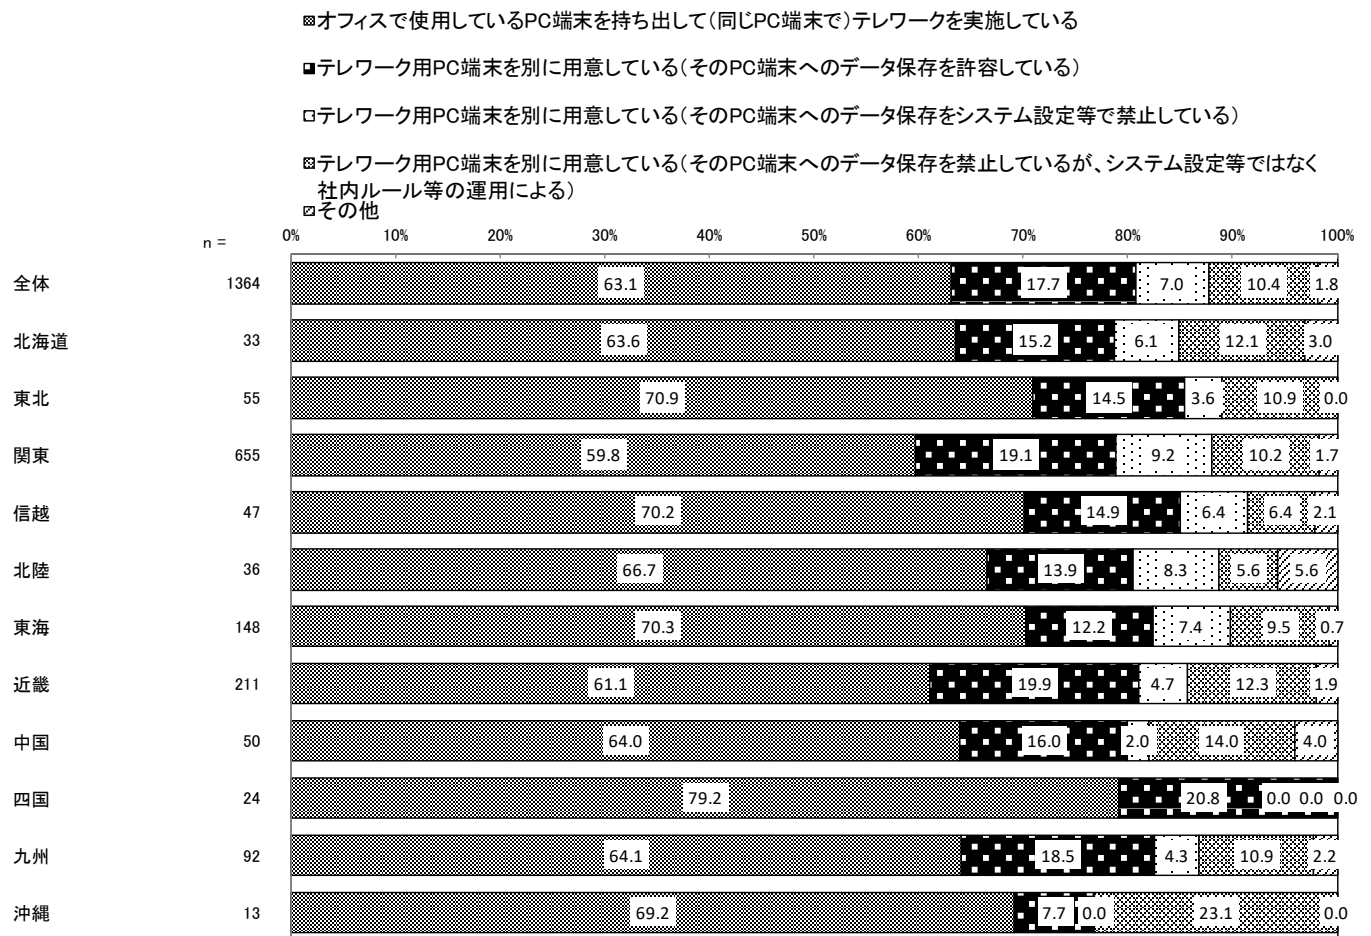 オフィスで使用しているPC端末を持ち出して(同じPC端末で)テレワークを実施している
テレワーク用PC端末を別に用意している(そのPC端末へのデータ保存を許容している)
テレワーク用PC端末を別に用意している(そのPC端末へのデータ保存をシステム設定等で禁止している)
テレワーク用PC端末を別に用意している(そのPC端末へのデータ保存を禁止しているが、システム設定等ではなく
社内ルール等の運用による)
その他
n = 0% 10% 20% 30% 40% 50% 60% 70% 80% 90% 100%
全体 1364 63.1 17.7 7.0 10.4 1.8
北海道 33 63.6 15.2 6.1 12.1 3.0
東北 55 70.9 14.5 3.6 10.9 0.0
関東 655 59.8 19.1 9.2 10.2 1.7
信越 47 70.2 14.9 6.4 6.4 2.1
北陸 36 66.7 13.9 8.3 5.6 5.6
東海 148 70.3 12.2 7.4 9.5 0.7
近畿 211 61.1 19.9 4.7 12.3 1.9
中国 50 64.0 16.0 2.0 14.0 4.0
四国 24 79.2 20.8 0.0 0.0 0.0
九州 92 64.1 18.5 4.3 10.9 2.2
沖縄 13 69.2 7.7 0.0 23.1 0.0